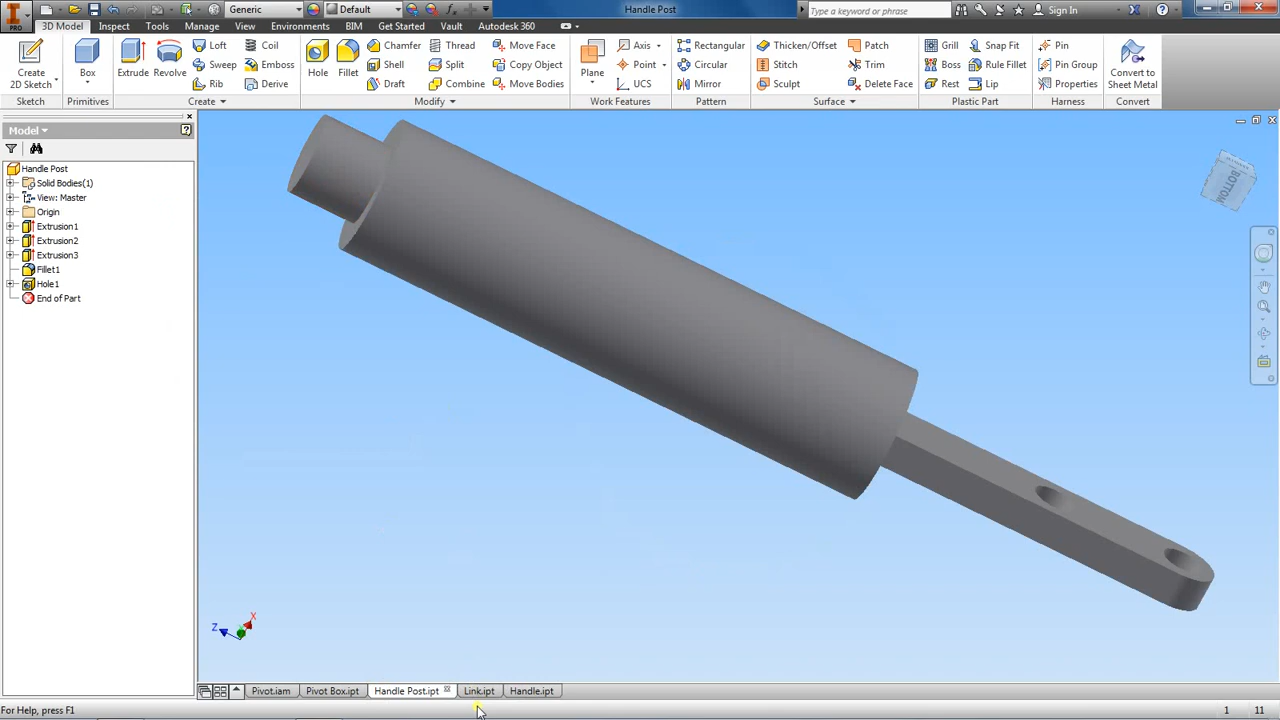 PRO
Generic
Default
Handle Post
Type a keyword or phrase
Sign In
3D Model Inspect Tools Manage View Environments BIM Get Started Vault Autodesk 360
Create
2D Sketch
Box
Extrude
Revolve
Loft
Sweep
Rib
Coil
Emboss
Derive
Hole
Fillet
Chamfer
Shell
Draft
Thread
Split
Combine
Move Face
Copy Object
Move Bodies
Plane
Axis
Point
UCS
Rectangular
Circular
Mirror
Thicken/Offset
Stitch
Sculpt
Patch
Trim
Delete Face
Grill
Boss
Rest
Snap Fit
Rule Fillet
Lip
Pin
Pin Group
Properties
Convert to
Sheet Metal
Sketch Primitives Create Modify Work Features Pattern Surface Plastic Part Harness Convert
Model
Handle Post
Solid Bodies(1)
View: Master
Origin
Extrusion1
Extrusion2
Extrusion3
Fillet1
Hole1
End of Part
BOTTOM
X
Z
Pivot.iam Pivot Box.ipt Handle Post.ipt Link.ipt Handle.ipt
For Help, press F1
1 11